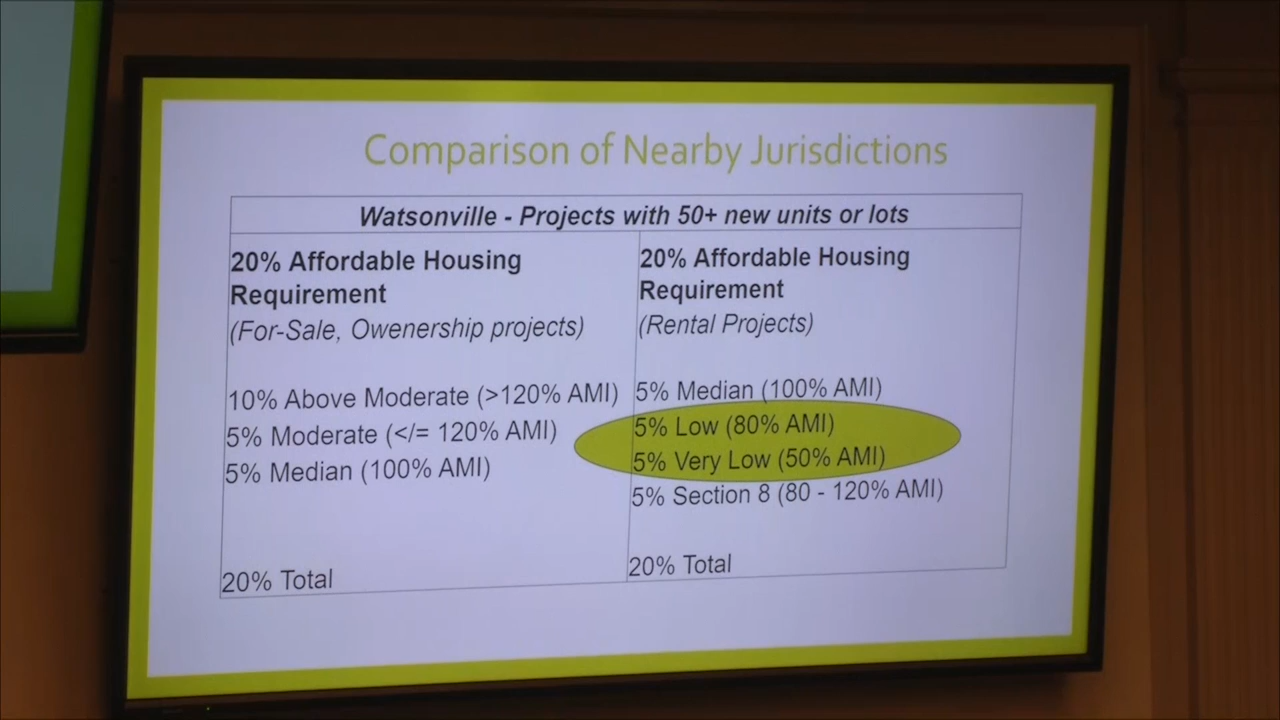 Comparison of Nearby Jurisdictions
Watsonville - Projects with 50+ new units or lots
20% Affordable Housing
Requirement
(For-Sale, Owenership projects)
10% Above Moderate (>120% AMI)
5% Moderate (</= 120% AMI)
5% Median (100% AMI)
20% Total
20% Affordable Housing
Requirement
(Rental Projects)
5% Median (100% AMI)
5% Low (80% AMI)
5% Very Low (50% AMI)
5% Section 8 (80 - 120% AMI)
20% Total